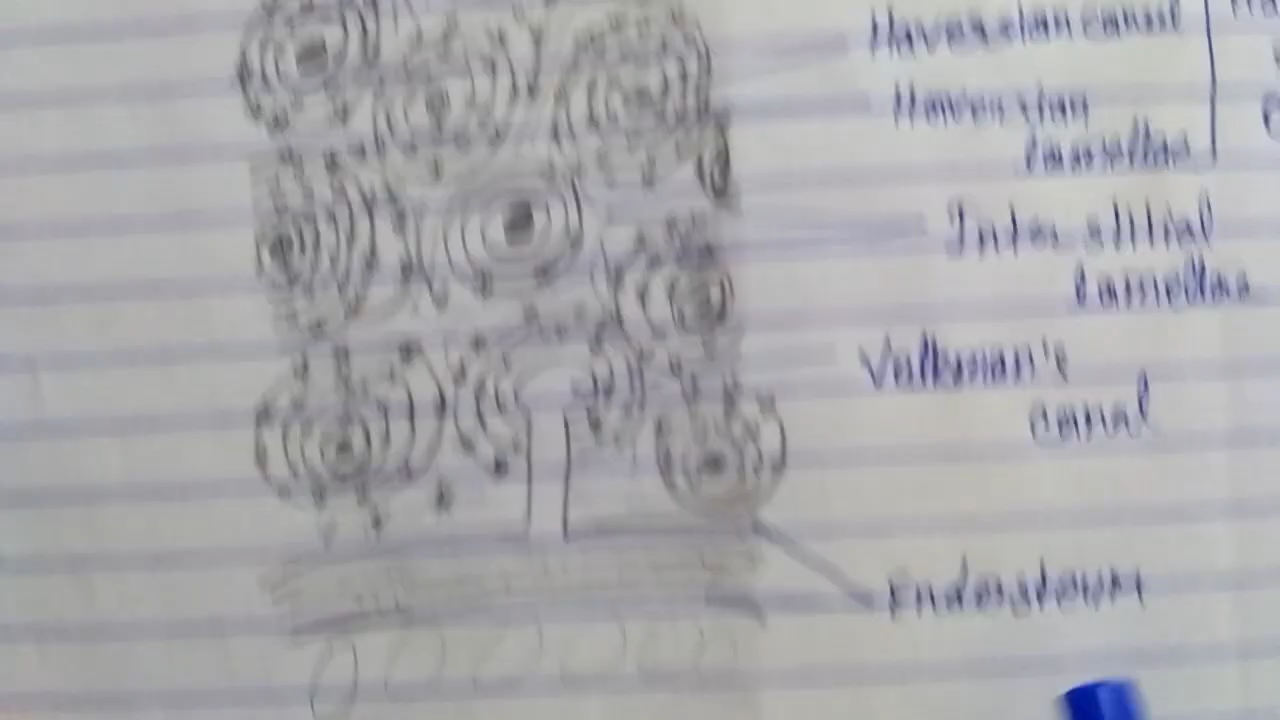 Haversian canal
Haversian
lamellae
Interstitial
lamellae
Volkman's
canal
Endosteum